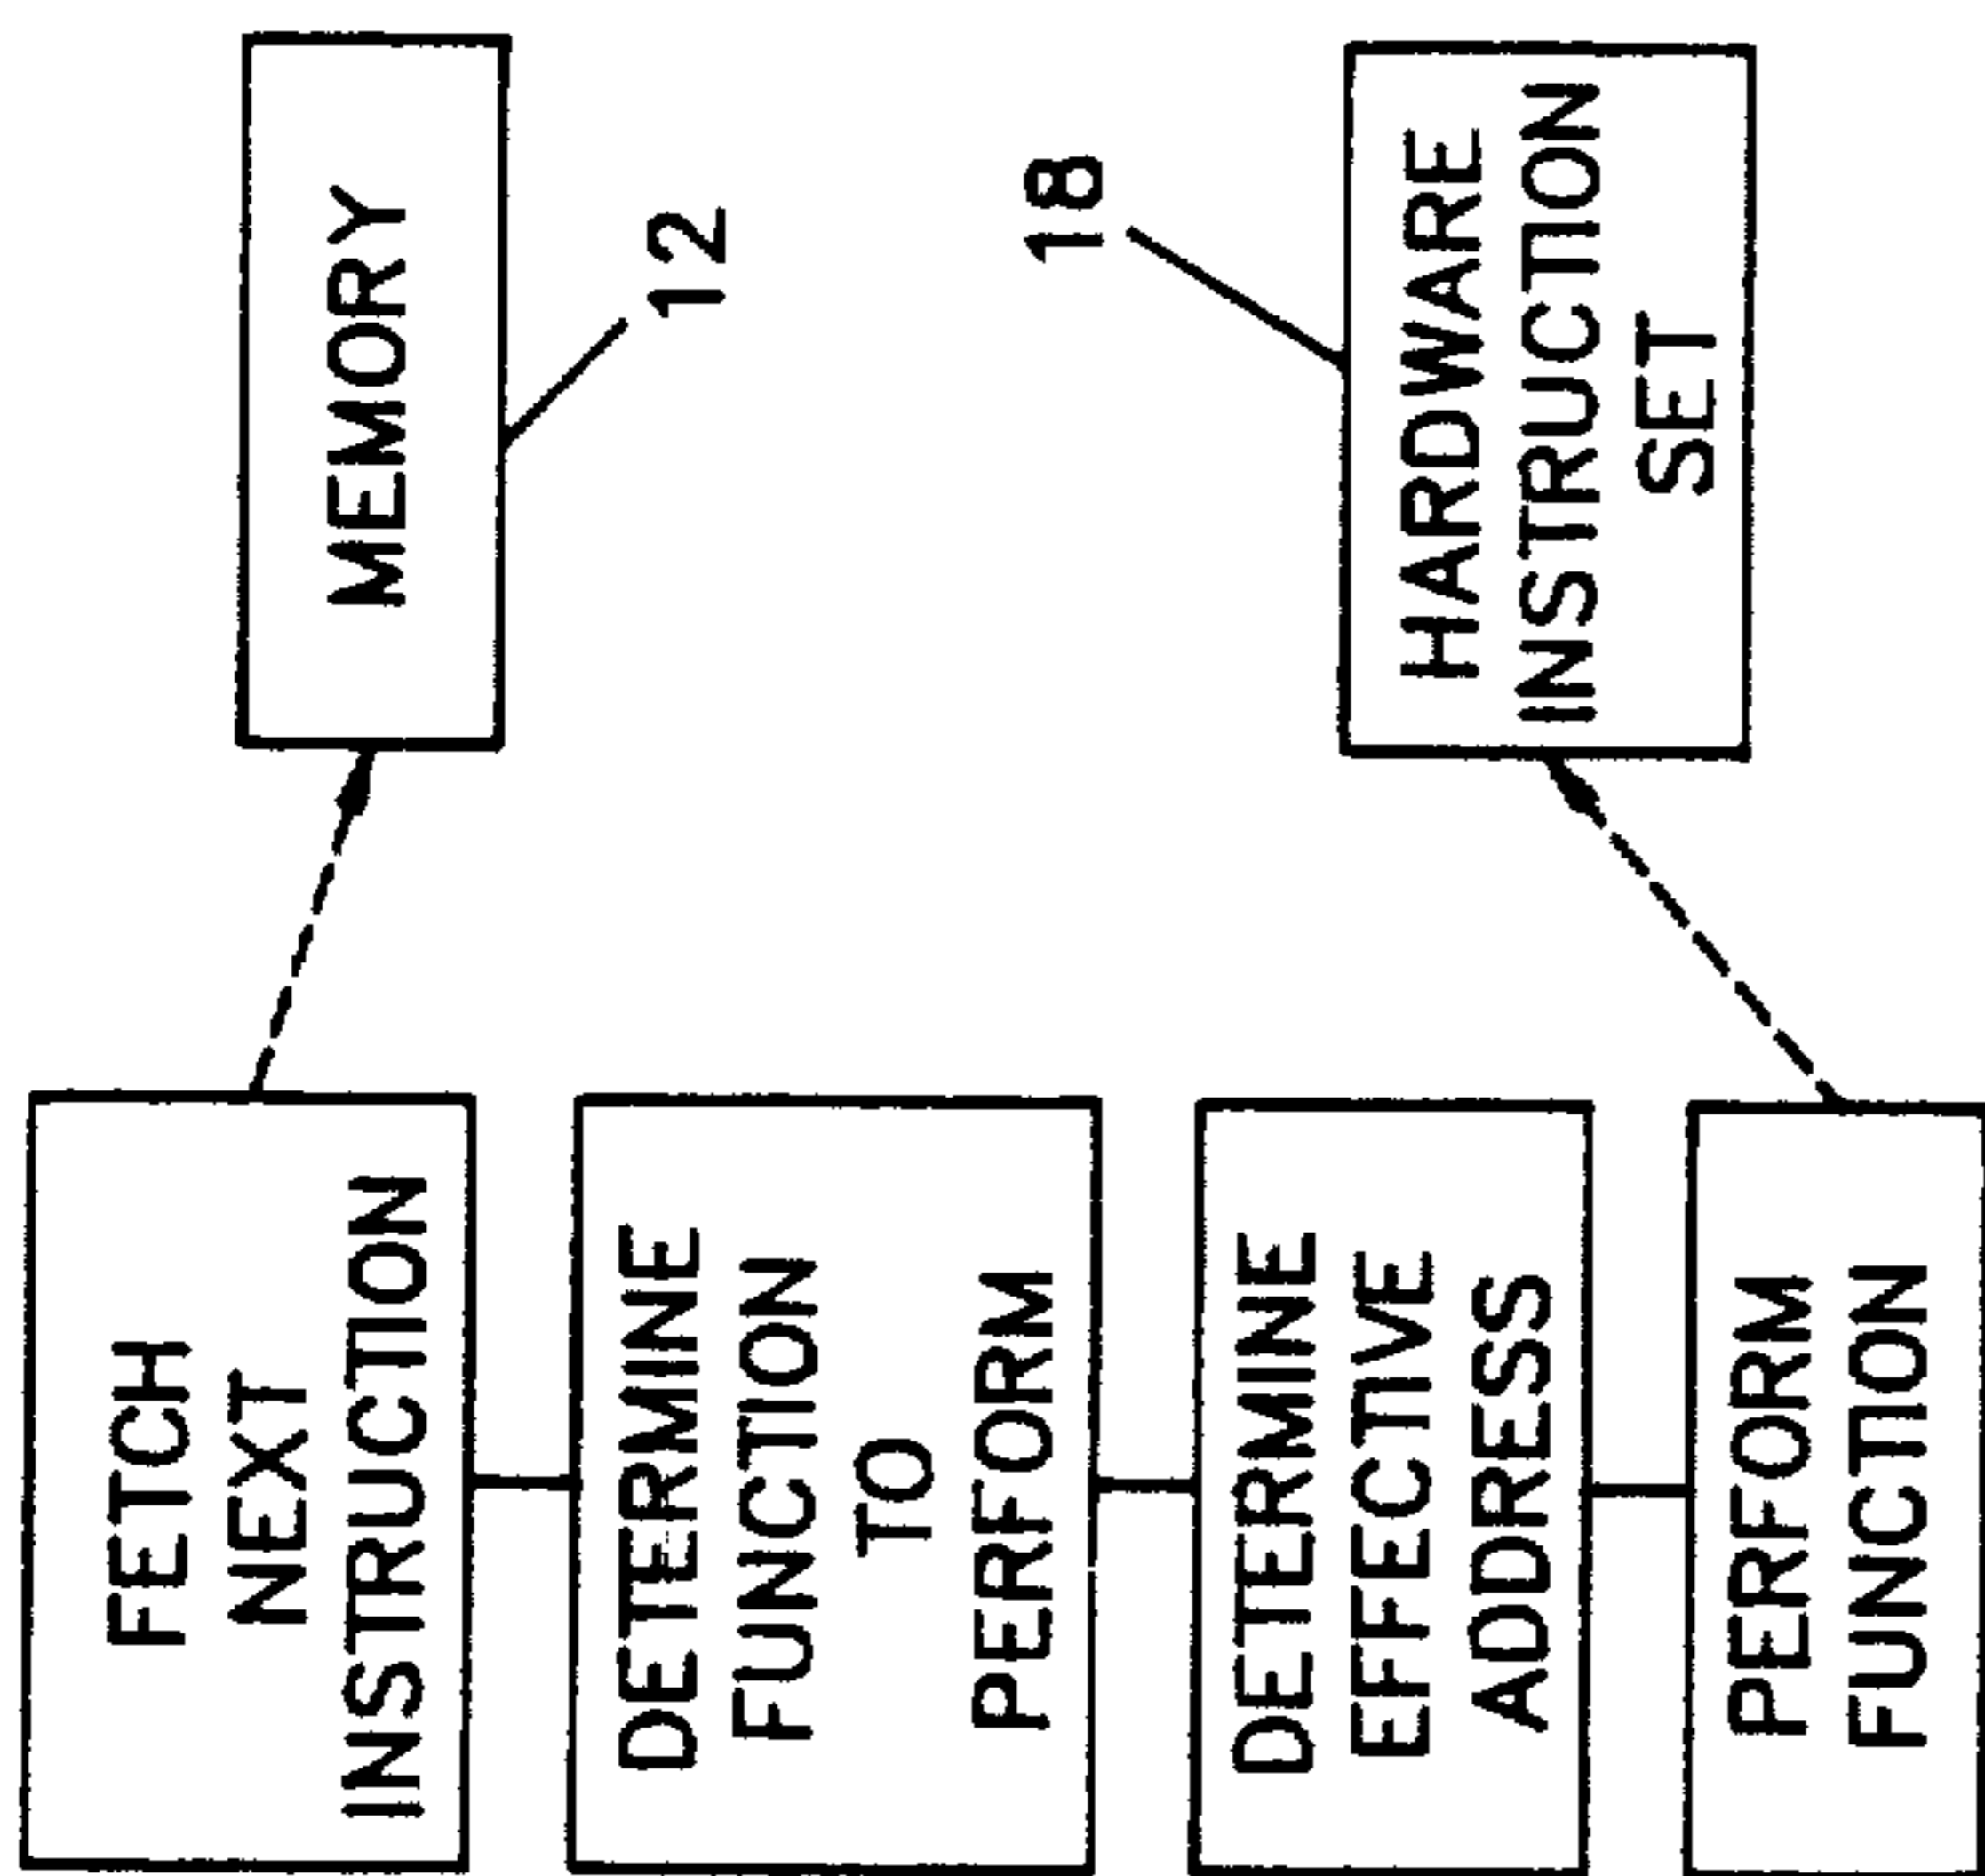 FETCH
NEXT
INSTRUCTION
DETERMINE
FUNCTION
TO
PERFORM
DETERMINE
EFFECTIVE
ADDRESS
PERFORM
FUNCTION
MEMORY
12
18
HARDWARE
INSTRUCTION
SET